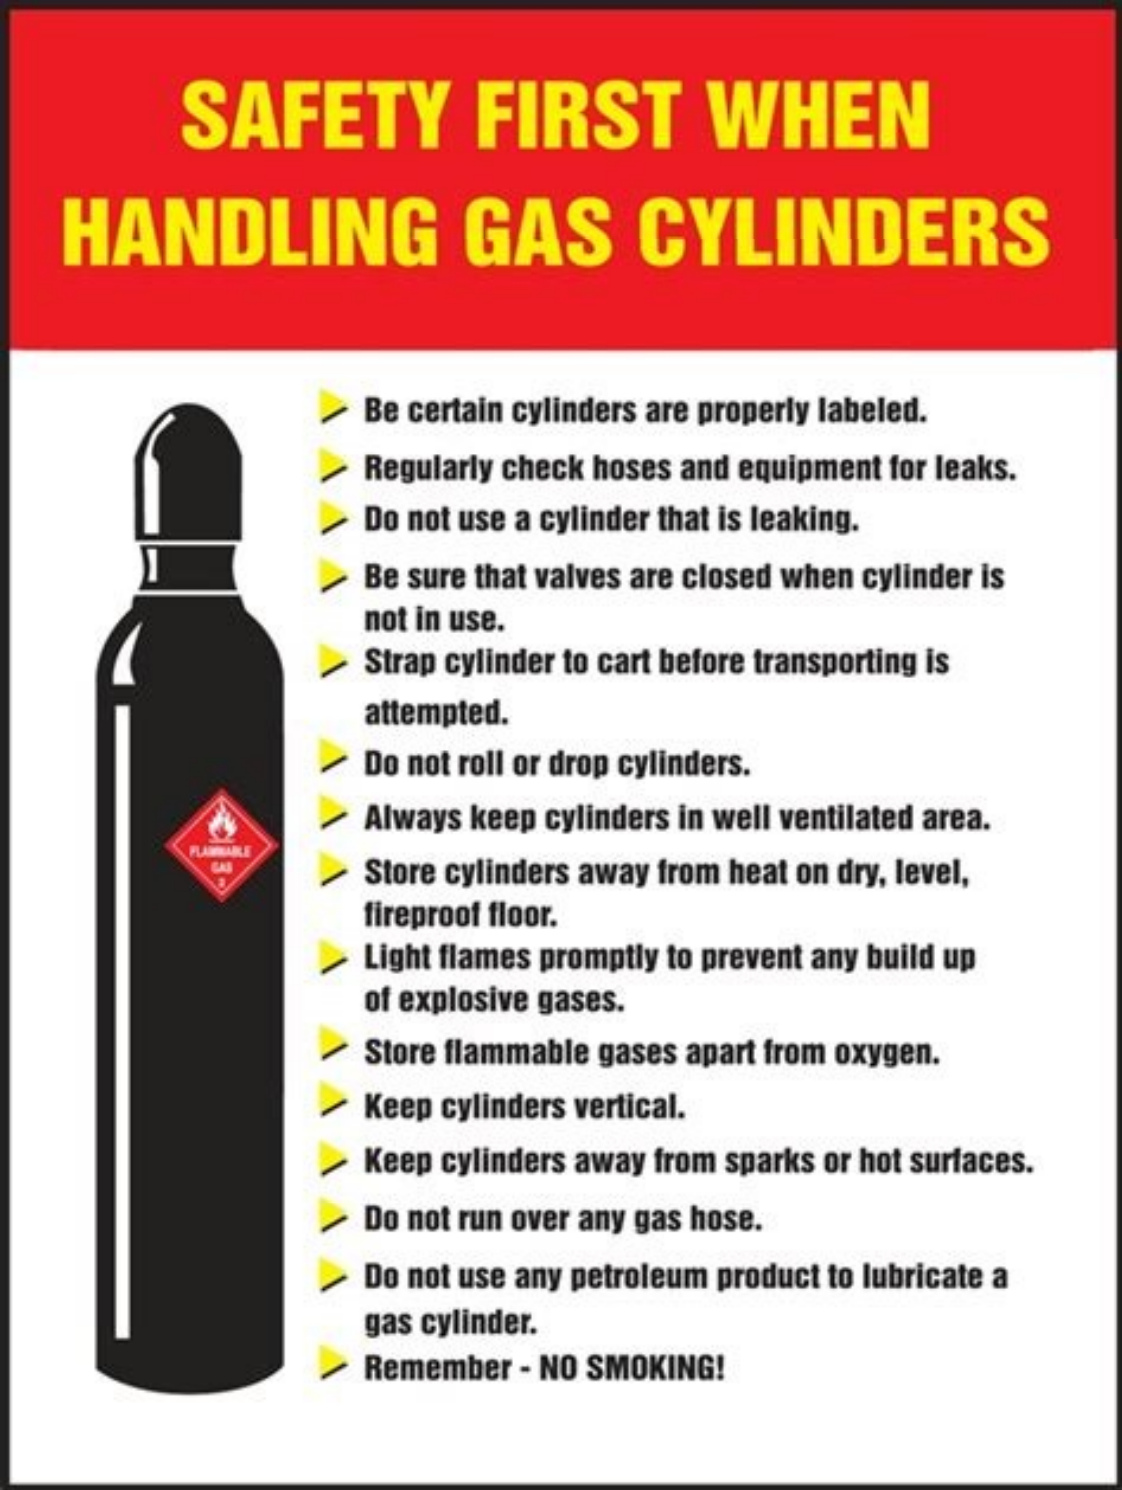 SAFETY FIRST WHEN
HANDLING GAS CYLINDERS
Be certain cylinders are properly labeled.
Regularly check hoses and equipment for leaks.
Do not use a cylinder that is leaking.
Be sure that valves are closed when cylinder is
not in use.
Strap cylinder to cart before transporting is
attempted.
Do not roll or drop cylinders.
Always keep cylinders in well ventilated area.
Store cylinders away from heat on dry, level,
fireproof floor.
Light flames promptly to prevent any build up
of explosive gases.
Store flammable gases apart from oxygen.
Keep cylinders vertical.
Keep cylinders away from sparks or hot surfaces.
Do not run over any gas hose.
Do not use any petroleum product to lubricate a
gas cylinder.
Remember - NO SMOKING!
FLAMMABLE
GAS
2